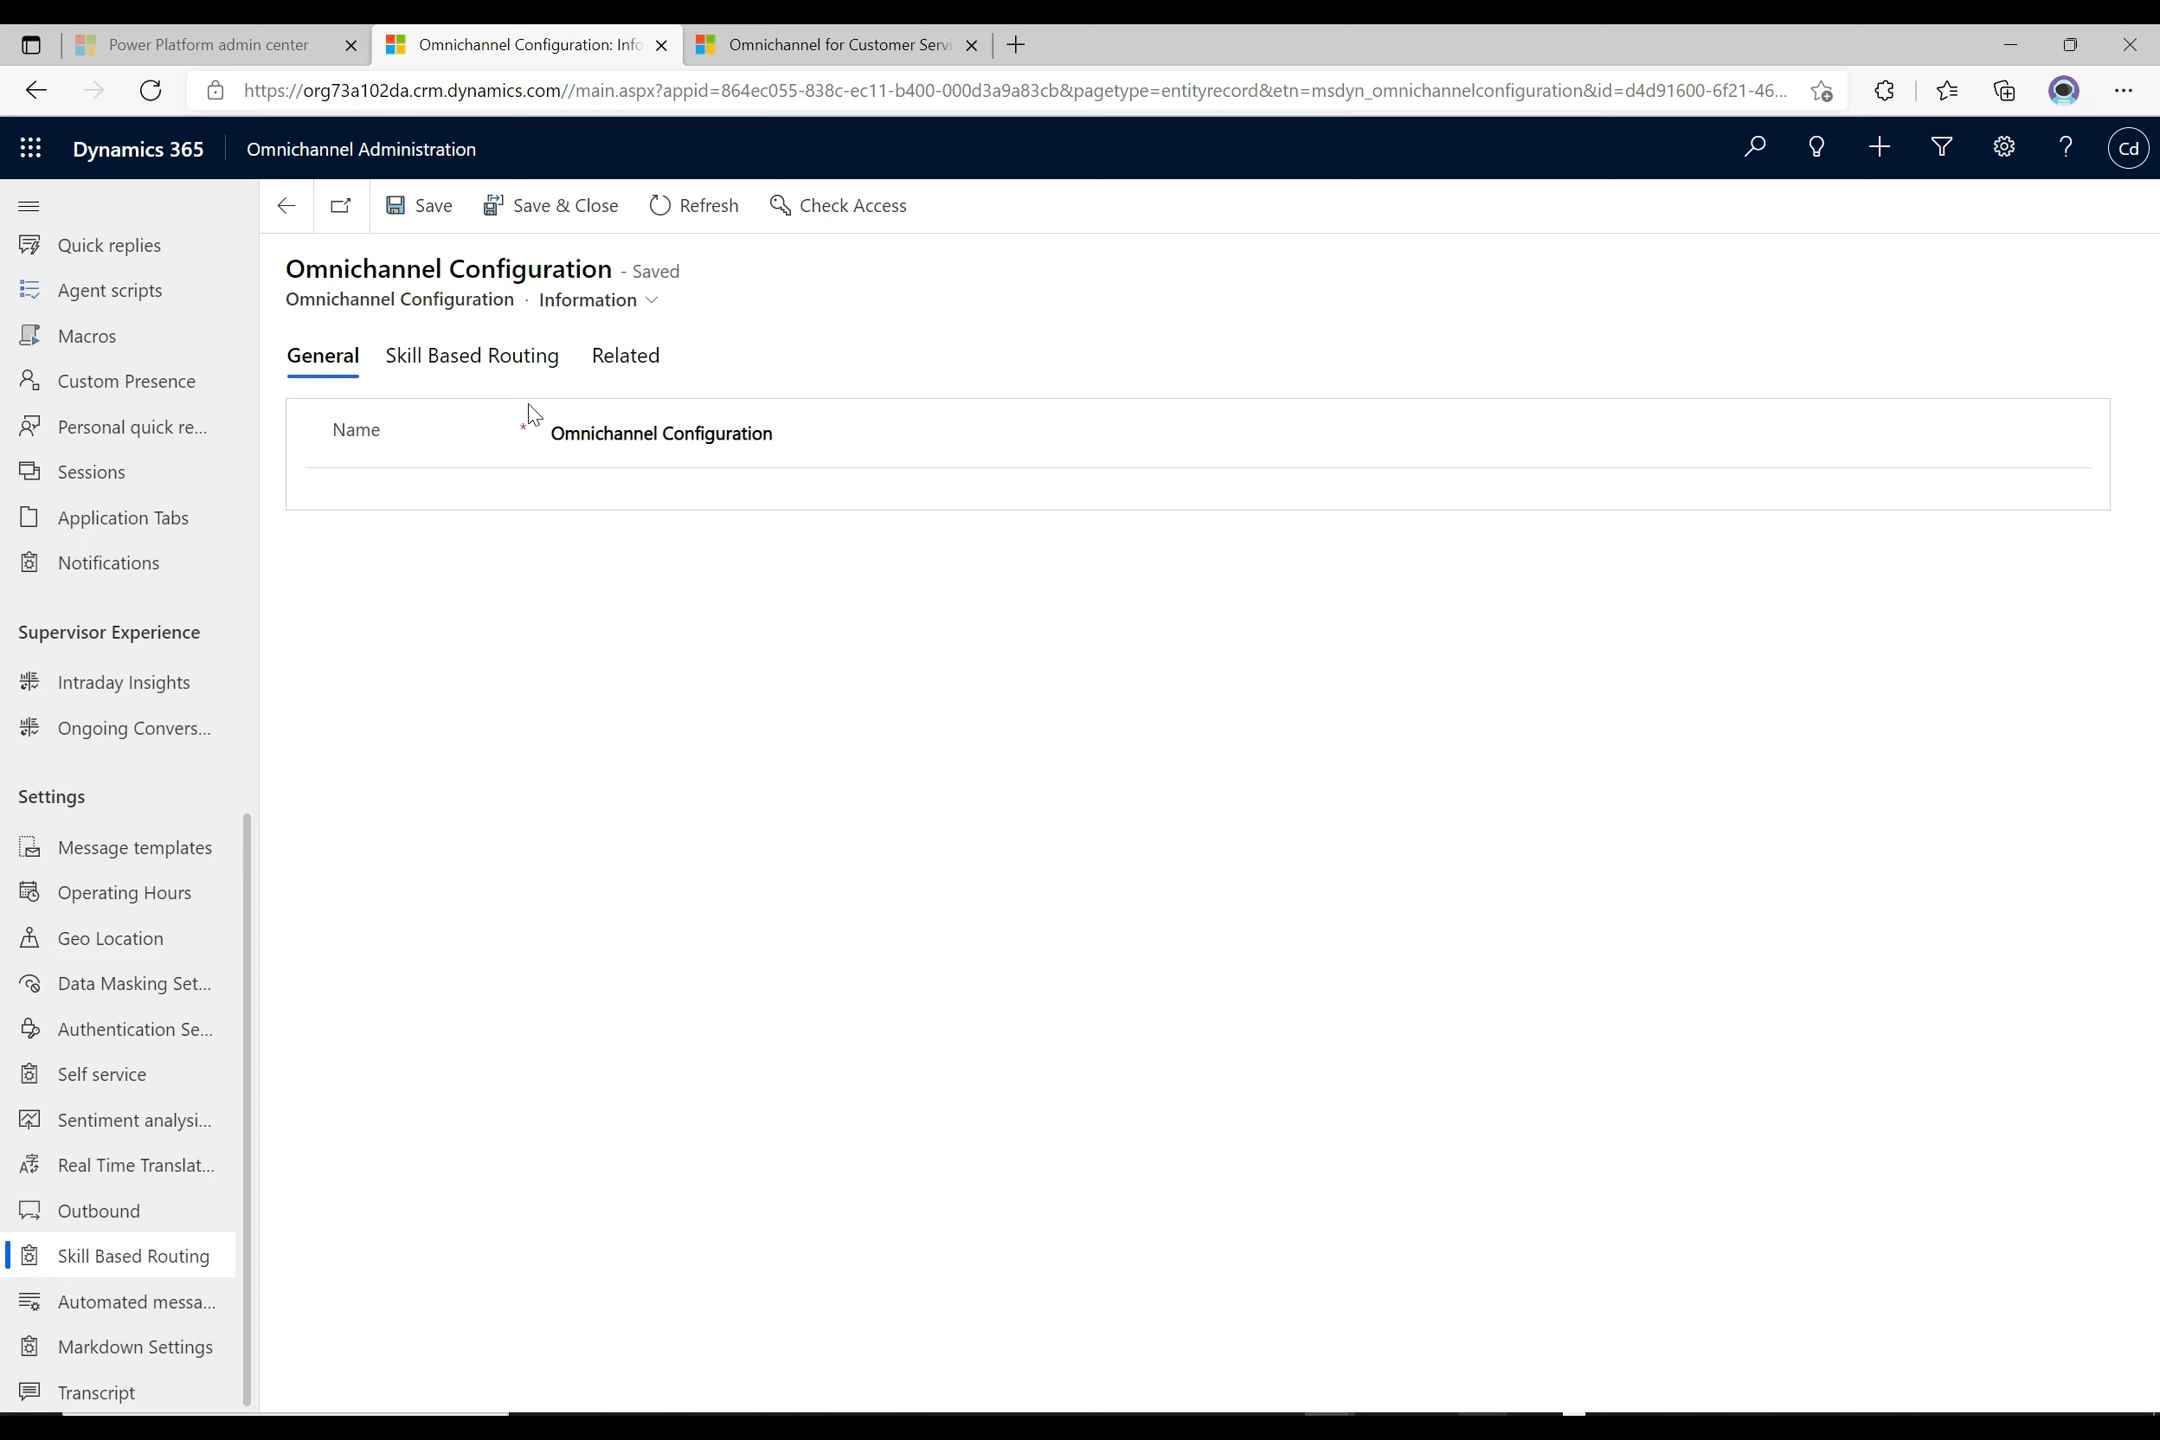 Power Platform admin center
Omnichannel Configuration: Info
Omnichannel for Customer Servi
https://org73a102da.crm.dynamics.com//main.aspx?appid=864ec055-838c-ec11-b400-000d3a9a83cb&pagetype=entityrecord&etn=msdyn_omnichannelconfiguration&id=d4d91600-6f21-46...
Dynamics 365
Omnichannel Administration
Cd
Save
Save & Close
Refresh
Check Access
Quick replies
Agent scripts
Macros
Custom Presence
Personal quick re...
Sessions
Application Tabs
Notifications
Supervisor Experience
Intraday Insights
Ongoing Convers...
Settings
Message templates
Operating Hours
Geo Location
Data Masking Set...
Authentication Se...
Self service
Sentiment analysi...
Real Time Translat...
Outbound
Skill Based Routing
Automated messa...
Markdown Settings
Transcript
Omnichannel Configuration - Saved
Omnichannel Configuration · Information
General Skill Based Routing Related
Name * Omnichannel Configuration